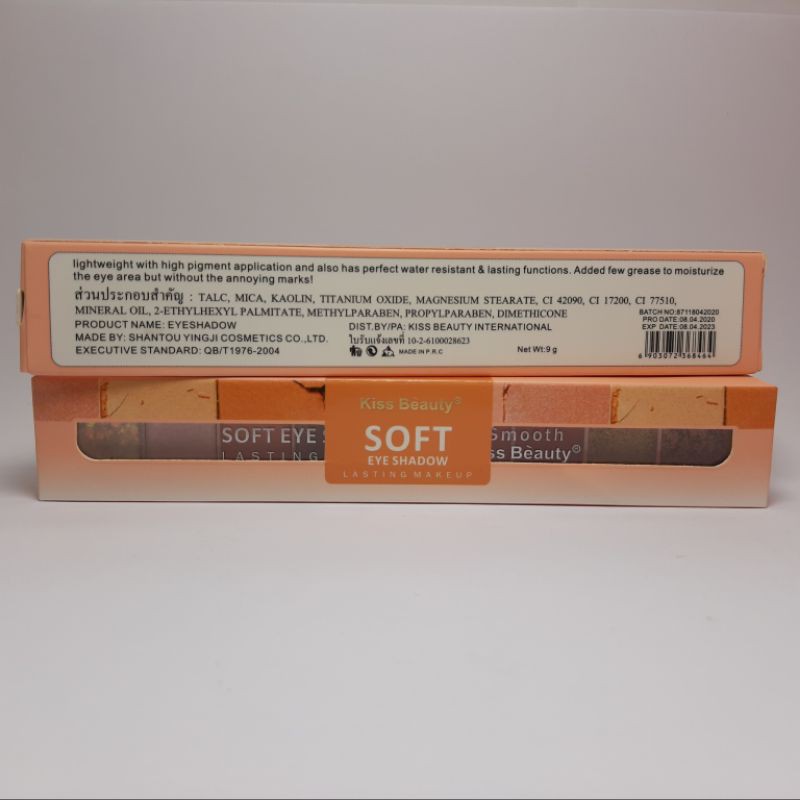 lightweight with high pigment application and also has perfect water resistant & lasting functions. Added few grease to moisturize
the eye area but without the annoying marks!
ส่วนประกอบสำคัญ : TALC, MICA, KAOLIN, TITANIUM OXIDE, MAGNESIUM STEARATE, CI 42090, CI 17200, CI 77510,
MINERAL OIL, 2-ETHYLHEXYL PALMITATE, METHYLPARABEN, PROPYLPARABEN, DIMETHICONE
PRODUCT NAME: EYESHADOW
MADE BY: SHANTOU YINGJI COSMETICS CO.,LTD.
EXECUTIVE STANDARD: QB/T1976-2004
DIST.BY/PA: KISS BEAUTY INTERNATIONAL
ใบรับแจ้งเลขที่ 10-2-6100028623
MADE IN P.R.C
Net Wt:9 g
BATCH NO:87118042020
PRO DATE:08.04.2020
EXP DATE:08.04.2023
6 903072 368464
Kiss Beauty®
SOFT
EYE SHADOW
LASTING MAKEUP
SOFT EYE S
LASTING
Smooth
ss Beauty®